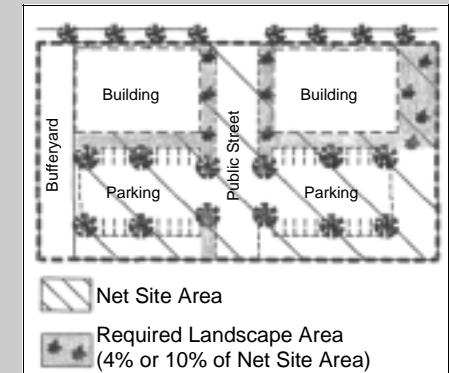 Building
Building
Bufferyard
Public Street
Parking
Parking
Net Site Area
Required Landscape Area
(4% or 10% of Net Site Area)